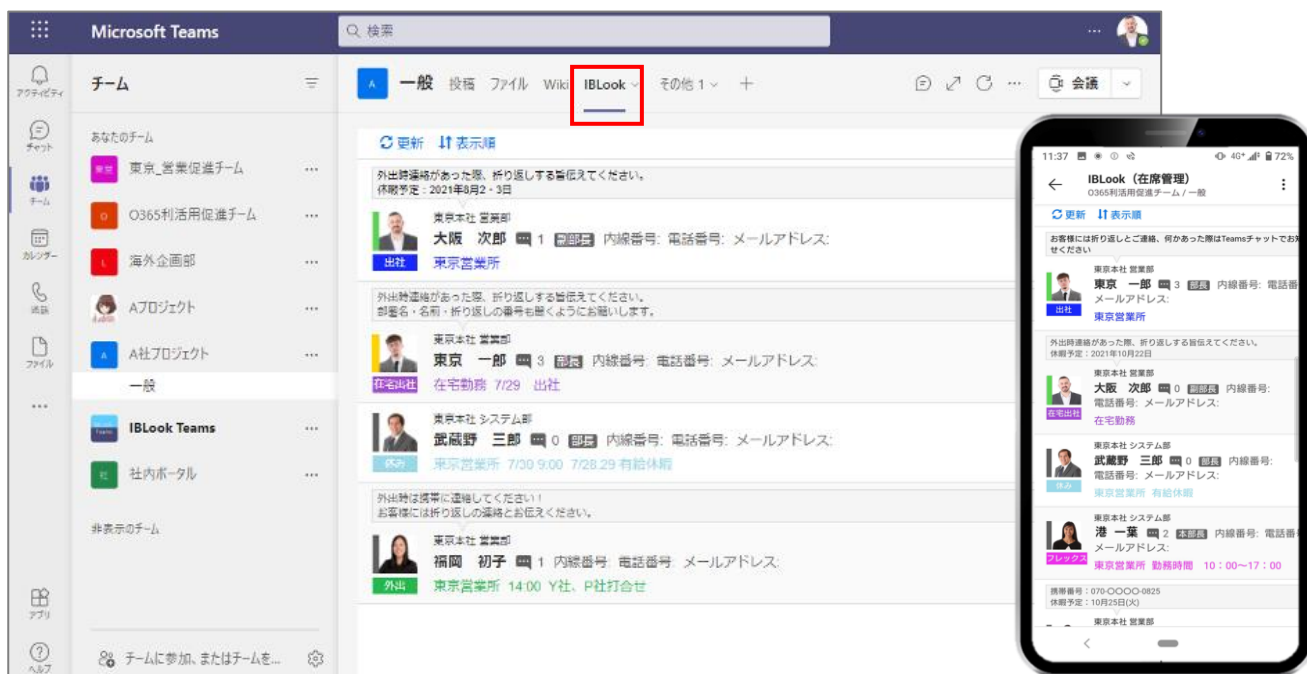 Microsoft Teams
検索
アクティビティ
チャット
チーム
カレンダー
通話
ファイル
アプリ
ヘルプ
チーム
あなたのチーム
東京_営業促進チーム
O365利活用促進チーム
海外企画部
Aプロジェクト
A社プロジェクト
一般
IBLook Teams
社内ポータル
非表示のチーム
チームに参加、またはチームを...
A 一般 投稿 ファイル Wiki IBLook その他 1 会議
更新 表示順
外出時連絡があった際、折り返しする旨伝えてください。
休暇予定：2021年8月2・3日
東京本社 営業部
大阪 次郎 1 副部長 内線番号: 電話番号: メールアドレス:
出社 東京営業所
外出時連絡があった際、折り返しする旨伝えてください。
部署名・名前・折り返しの番号も聞くようにお願いします。
東京本社 営業部
東京 一郎 3 部長 内線番号: 電話番号: メールアドレス:
在宅出社 在宅勤務 7/29 出社
東京本社 システム部
武蔵野 三郎 0 部長 内線番号: 電話番号: メールアドレス:
休み 東京営業所 7/30 9:00 7/28.29 有給休暇
外出時は携帯に連絡してください！
お客様には折り返しの連絡とお伝えください。
東京本社 営業部
福岡 初子 1 内線番号: 電話番号: メールアドレス:
外出 東京営業所 14:00 Y社、P社打合せ
11:37 4G+ 72%
IBLook（在席管理）
O365利活用促進チーム / 一般
更新 表示順
お客様には折り返しとご連絡、何かあった際はTeamsチャットでお知
せください
東京本社 営業部
東京 一郎 3 部長 内線番号: 電話番
メールアドレス:
出社 東京営業所
外出時連絡があった際、折り返しする旨伝えてください。
休暇予定：2021年10月22日
東京本社 営業部
大阪 次郎 0 副部長 内線番号:
電話番号: メールアドレス:
在宅出社 在宅勤務
東京本社 システム部
武蔵野 三郎 0 部長 内線番号:
電話番号: メールアドレス:
休み 東京営業所 有給休暇
東京本社 システム部
港 一葉 2 本部長 内線番号: 電話番
メールアドレス:
フレックス 東京営業所 勤務時間 10：00～17：00
携帯番号：070-OOOO-0825
休暇予定：10月25日(火)
東京本社 営業部